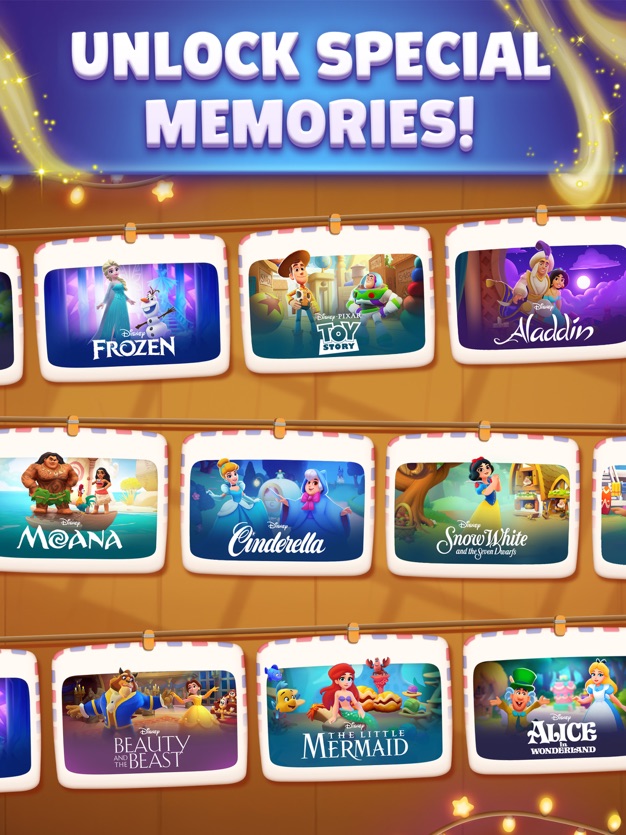 UNLOCK SPECIAL
MEMORIES!
Disney
FROZEN
Disney·PIXAR
TOY
STORY
Disney
Aladdin
Disney
MOANA
Disney
Cinderella
Disney
Snow White
and the Seven Dwarfs
Disney
BEAUTY
AND THE BEAST
Disney
THE LITTLE
MERMAID
Disney
ALICE
in
WONDERLAND